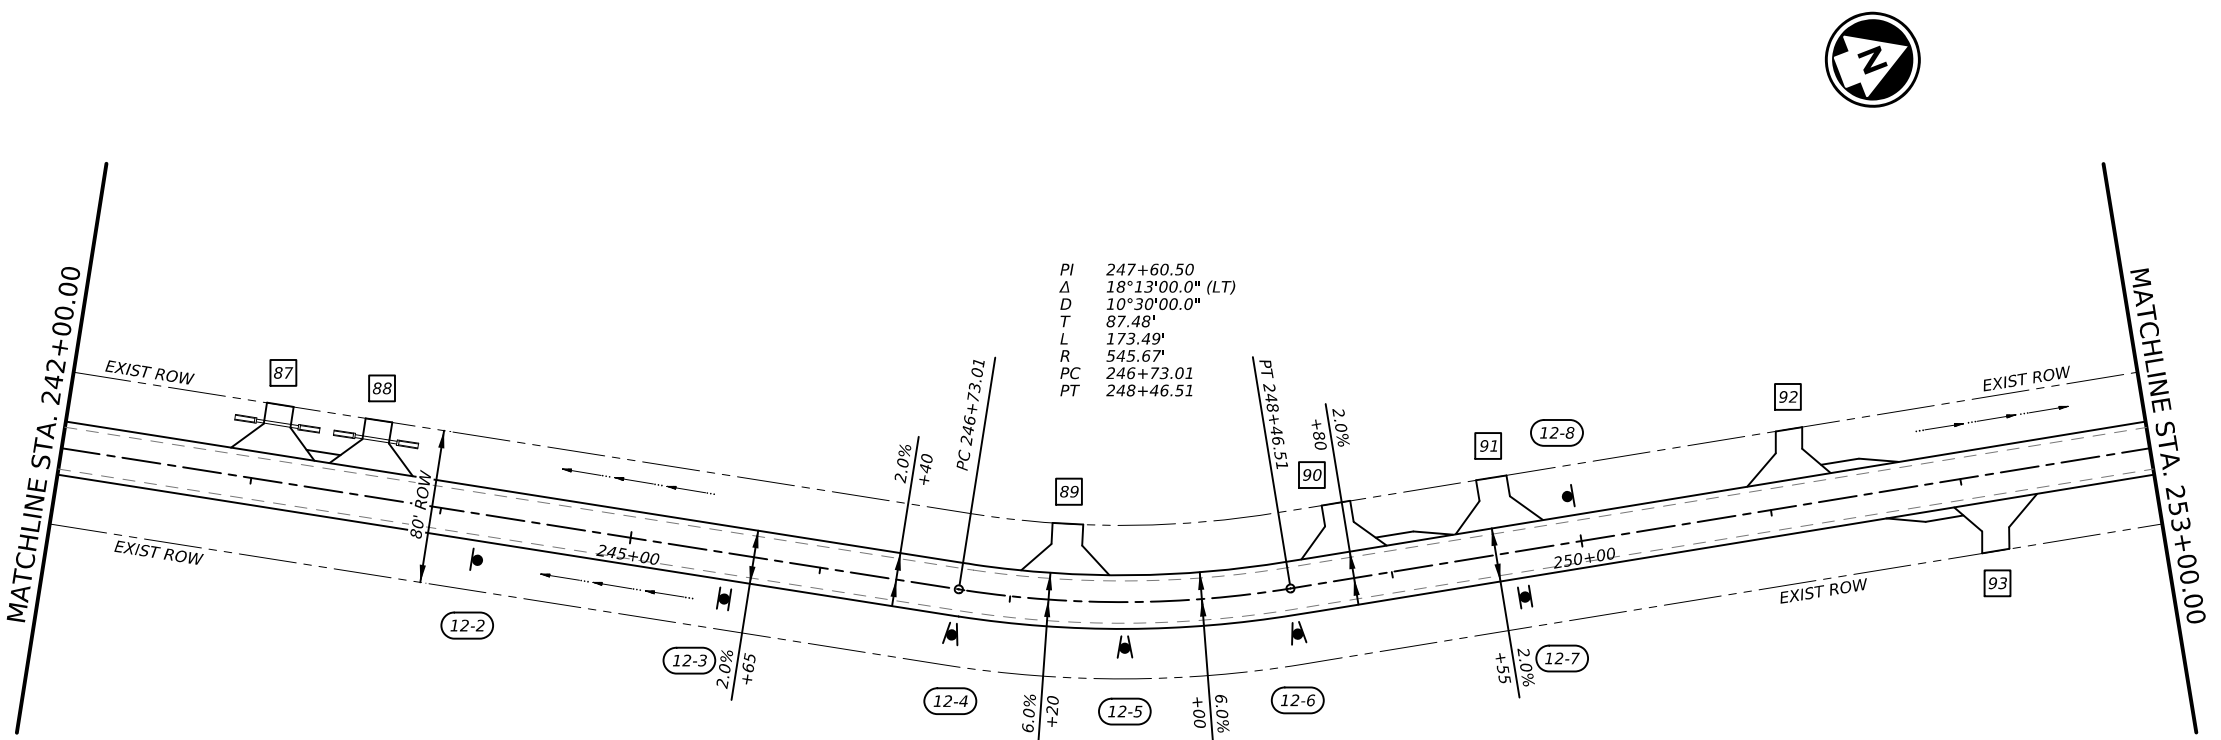 N
PI 247+60.50
Δ 18°13'00.0" (LT)
D 10°30'00.0"
T 87.48'
L 173.49'
R 545.67'
PC 246+73.01
PT 248+46.51
MATCHLINE STA. 242+00.00
EXIST ROW
87
88
EXIST ROW
80' ROW
12-2
245+00
12-3
2.0%
+65
2.0%
+40
PC 246+73.01
12-4
89
6.0%
+20
12-5
6.0%
+00
PT 248+46.51
12-6
90
2.0%
+80
91
12-8
2.0%
+55
12-7
250+00
92
EXIST ROW
EXIST ROW
93
MATCHLINE STA. 253+00.00